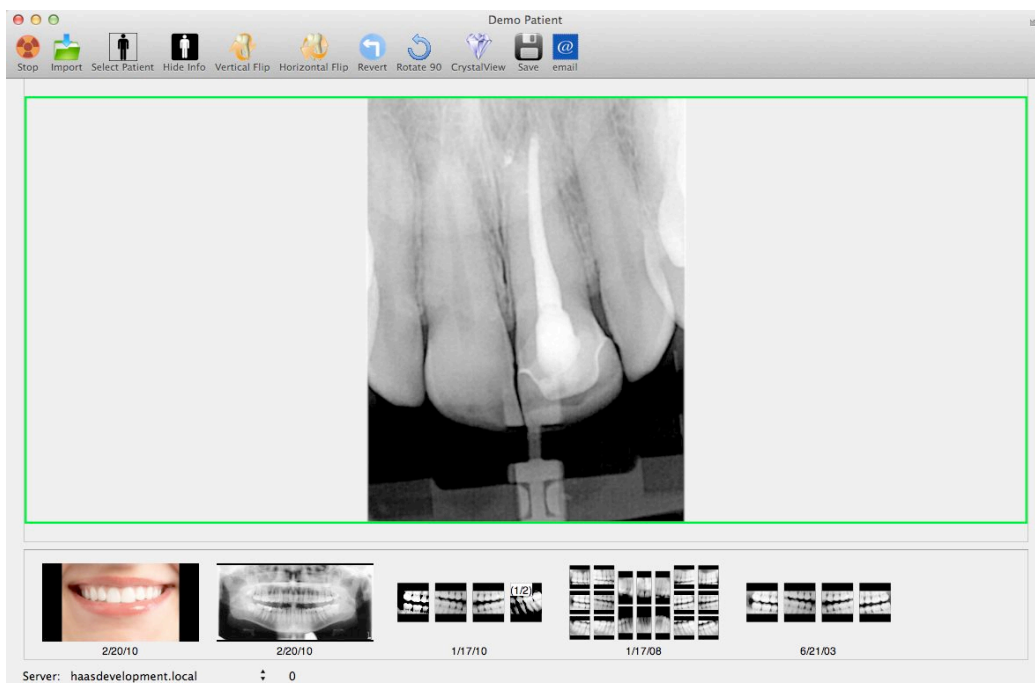 Demo Patient
Stop Import Select Patient Hide Info Vertical Flip Horizontal Flip Revert Rotate 90 CrystalView Save email
(1/2)
2/20/10 2/20/10 1/17/10 1/17/08 6/21/03
Server: haasdevelopment.local 0